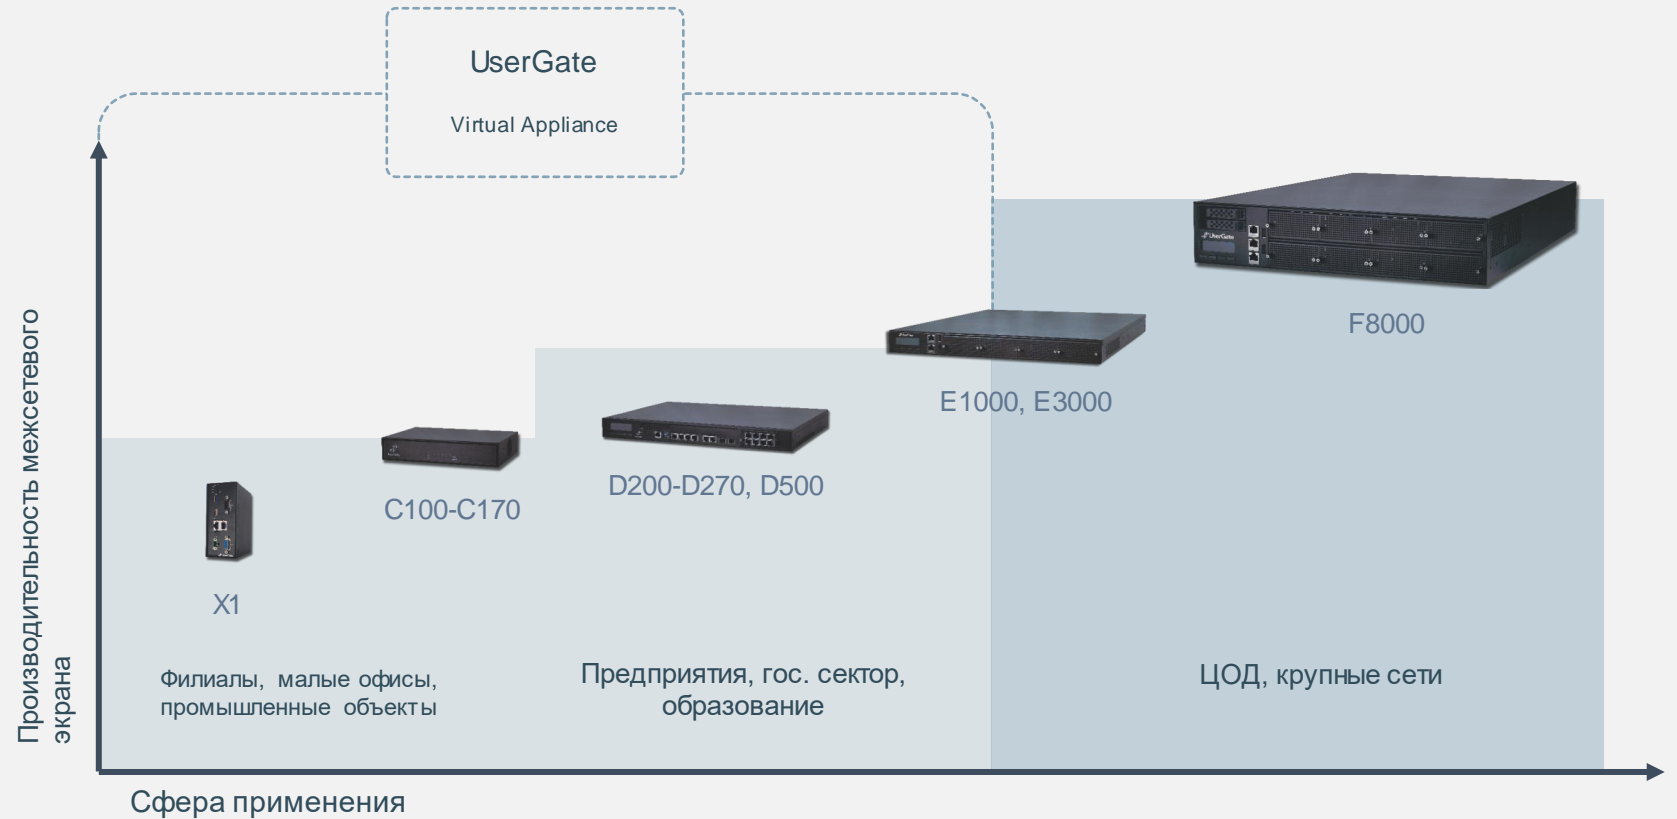 UserGate
Virtual Appliance
Производительность межсетевого
экрана
UserGate
F8000
E1000, E3000
D200-D270, D500
C100-C170
X1
Филиалы, малые офисы,
промышленные объекты
Предприятия, гос. сектор,
образование
ЦОД, крупные сети
Сфера применения